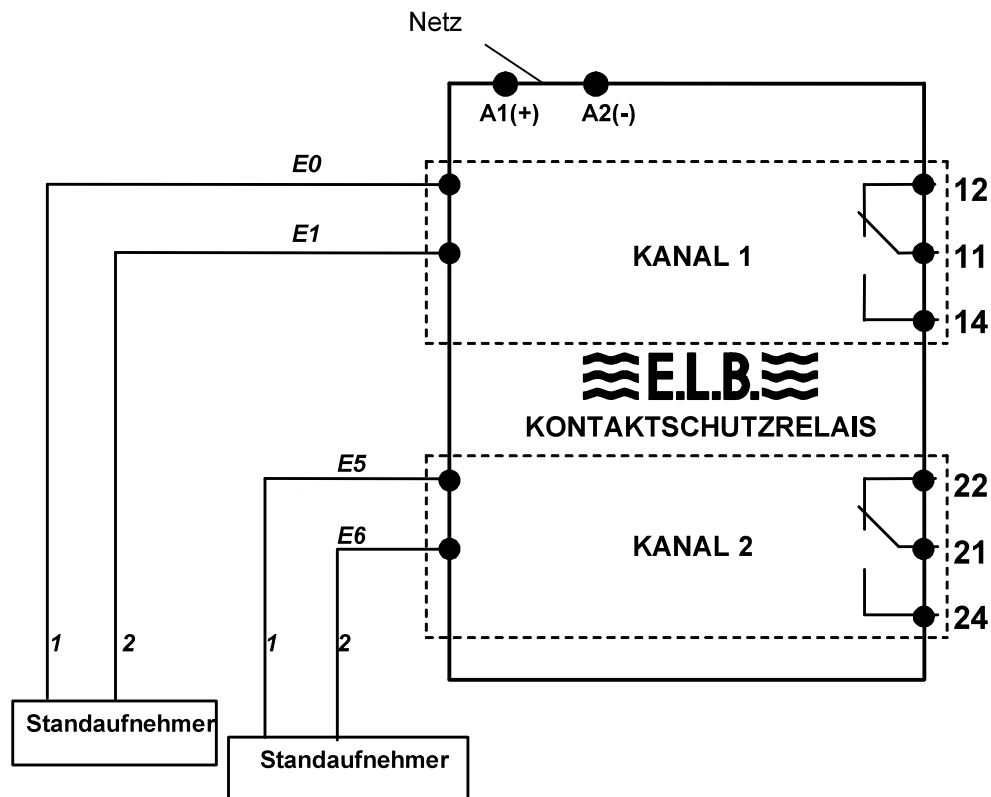 Netz
A1(+) A2(-)
E0
12
E1
KANAL 1
11
14
E.L.B.
KONTAKTSCHUTZRELAIS
E5
22
E6
KANAL 2
21
24
1 2 1 2
Standaufnehmer
Standaufnehmer